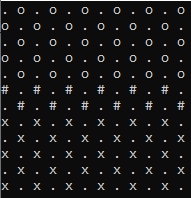 . o . o . o . o . o . o
o . o . o . o . o . o .
. o . o . o . o . o . o
o . o . o . o . o . o .
. o . o . o . o . o . o
# . # . # . # . # . # .
. # . # . # . # . # . #
x . x . x . x . x . x .
. x . x . x . x . x . x
x . x . x . x . x . x .
. x . x . x . x . x . x
x . x . x . x . x . x .